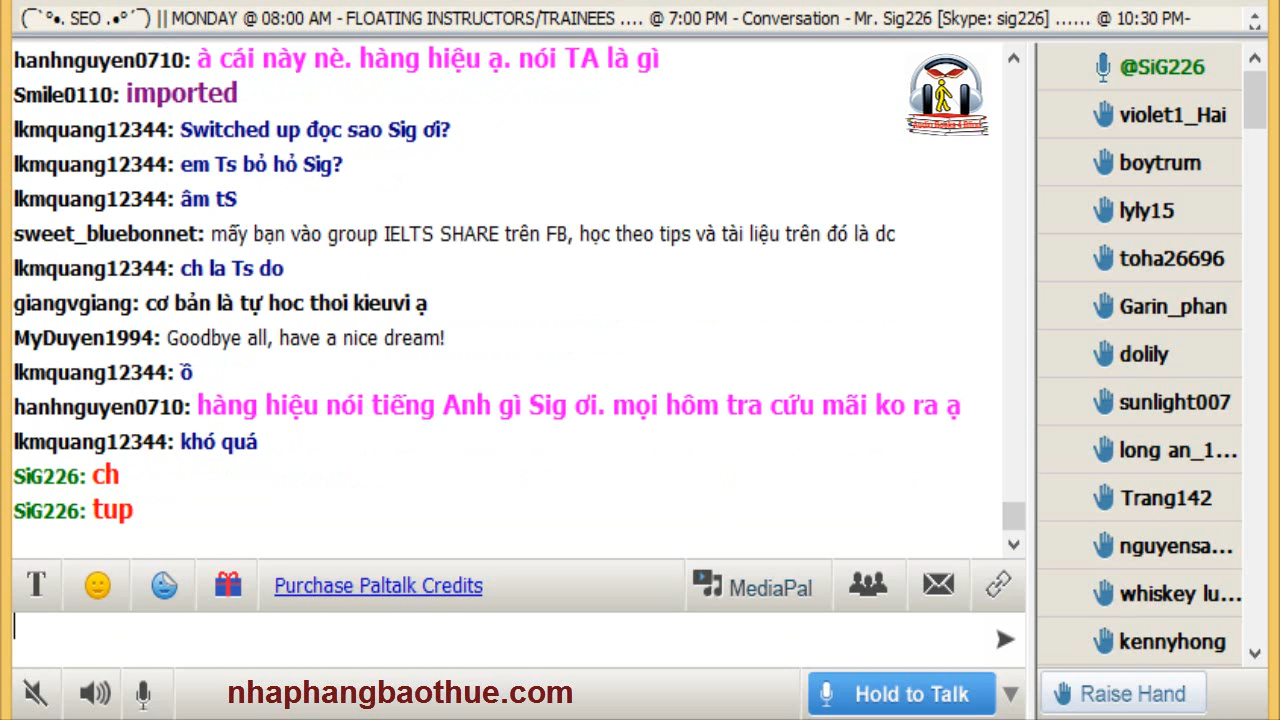 (¯`°•. SEO .•°´¯) || MONDAY @ 08:00 AM - FLOATING INSTRUCTORS/TRAINEES .... @ 7:00 PM - Conversation - Mr. Sig226 [Skype: sig226] ...... @ 10:30 PM-
hanhnguyen0710: à cái này nè. hàng hiệu ạ. nói TA là gì
Smile0110: imported
lkmquang12344: Switched up đọc sao Sig ơi?
lkmquang12344: em Ts bỏ hỏ Sig?
lkmquang12344: âm tS
sweet_bluebonnet: mấy bạn vào group IELTS SHARE trên FB, học theo tips và tài liệu trên đó là dc
lkmquang12344: ch la Ts do
giangvgiang: cơ bản là tự hoc thoi kieuvi ạ
MyDuyen1994: Goodbye all, have a nice dream!
lkmquang12344: ồ
hanhnguyen0710: hàng hiệu nói tiếng Anh gì Sig ơi. mọi hôm tra cứu mãi ko ra ạ
lkmquang12344: khó quá
SiG226: ch
SiG226: tup
@SiG226
violet1_Hai
boytrum
lyly15
toha26696
Garin_phan
dolily
sunlight007
long an_1...
Trang142
nguyensa...
whiskey lu...
kennyhong
T
Purchase Paltalk Credits
MediaPal
nhaphangbaothue.com
Hold to Talk
Raise Hand